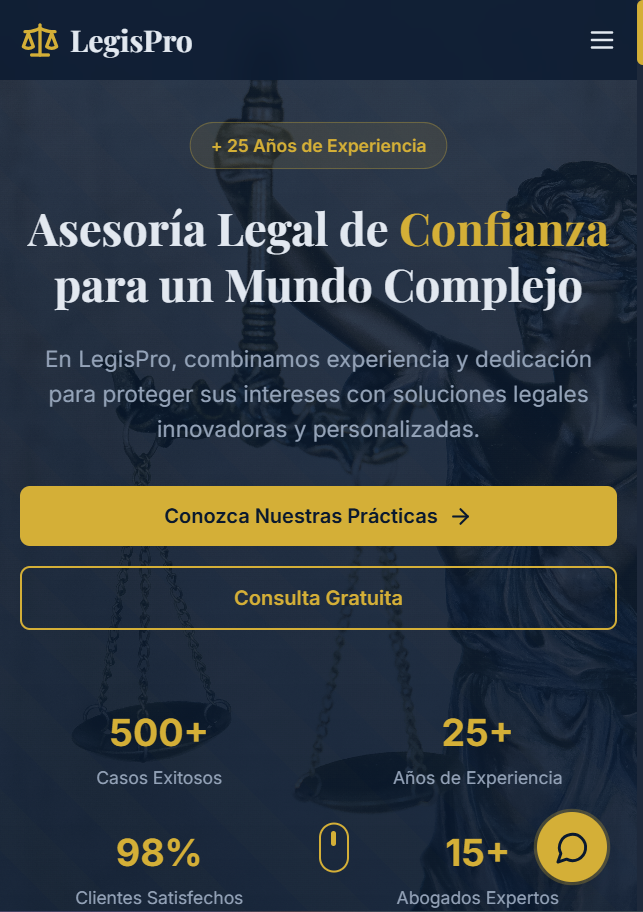 LegisPro
+ 25 Años de Experiencia
Asesoría Legal de Confianza
para un Mundo Complejo
En LegisPro, combinamos experiencia y dedicación
para proteger sus intereses con soluciones legales
innovadoras y personalizadas.
Conozca Nuestras Prácticas
Consulta Gratuita
500+
Casos Exitosos
25+
Años de Experiencia
98%
Clientes Satisfechos
15+
Abogados Expertos